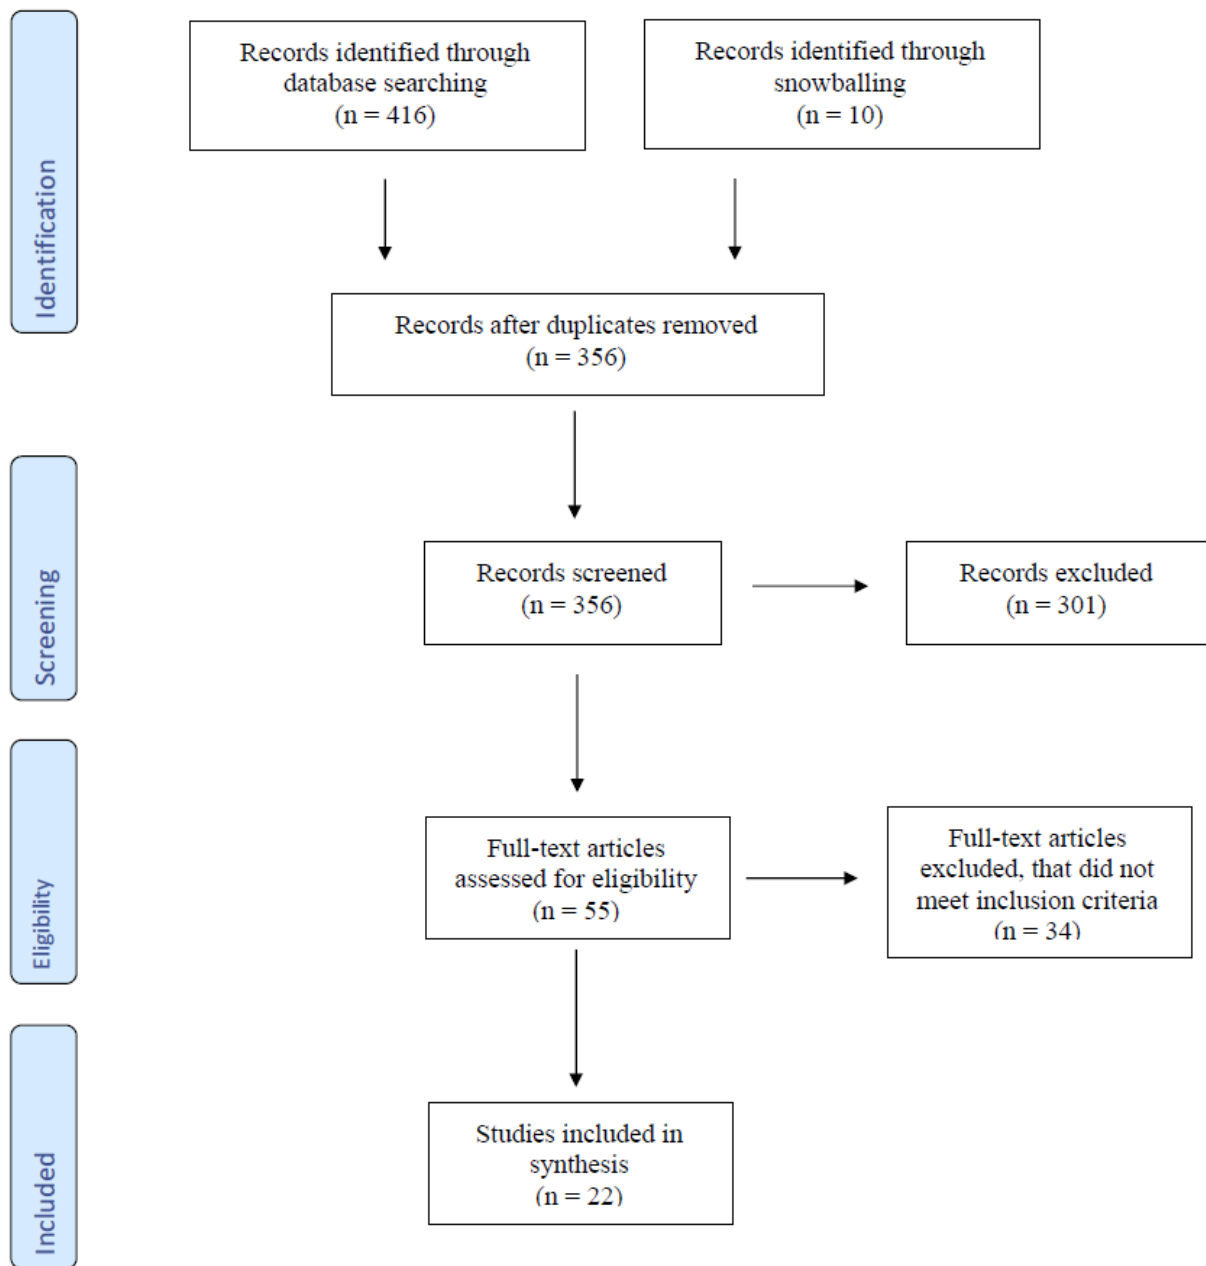 Identification
Records identified through
database searching
(n = 416)
Records identified through
snowballing
(n = 10)
Records after duplicates removed
(n = 356)
Screening
Records screened
(n = 356)
Records excluded
(n = 301)
Eligibility
Full-text articles
assessed for eligibility
(n = 55)
Full-text articles
excluded, that did not
meet inclusion criteria
(n = 34)
Included
Studies included in
synthesis
(n = 22)